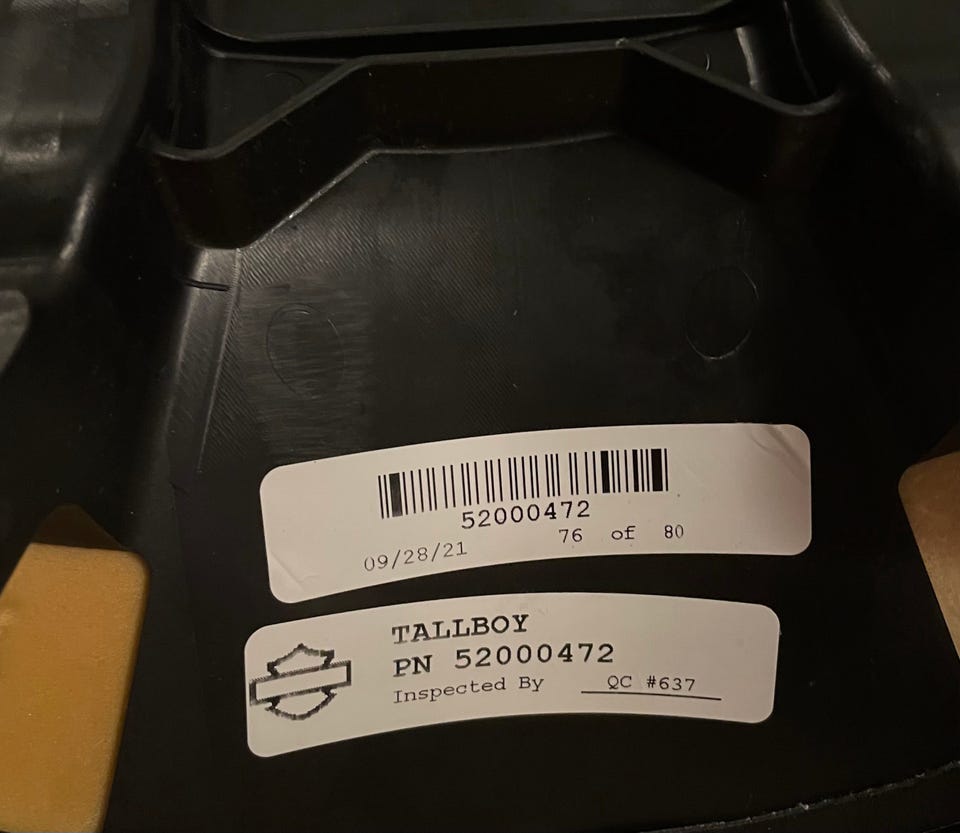 52000472
09/28/21 76 of 80
TALLBOY
PN 52000472
Inspected By QC #637